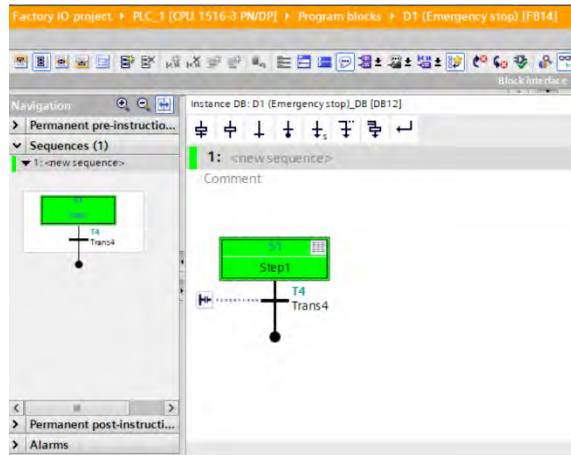 Factory IO project ▸ PLC_1 [CPU 1516-3 PN/DP] ▸ Program blocks ▸ D1 (Emergency stop) [FB14]
Block interface
Navigation
Instance DB: D1 (Emergency stop)_DB [DB12]
Permanent pre-instructio...
Sequences (1)
1: <new sequence>
1: <new sequence>
Comment
S1
T4
Trans4
S1
Step1
T4
Trans4
Permanent post-instructi...
Alarms